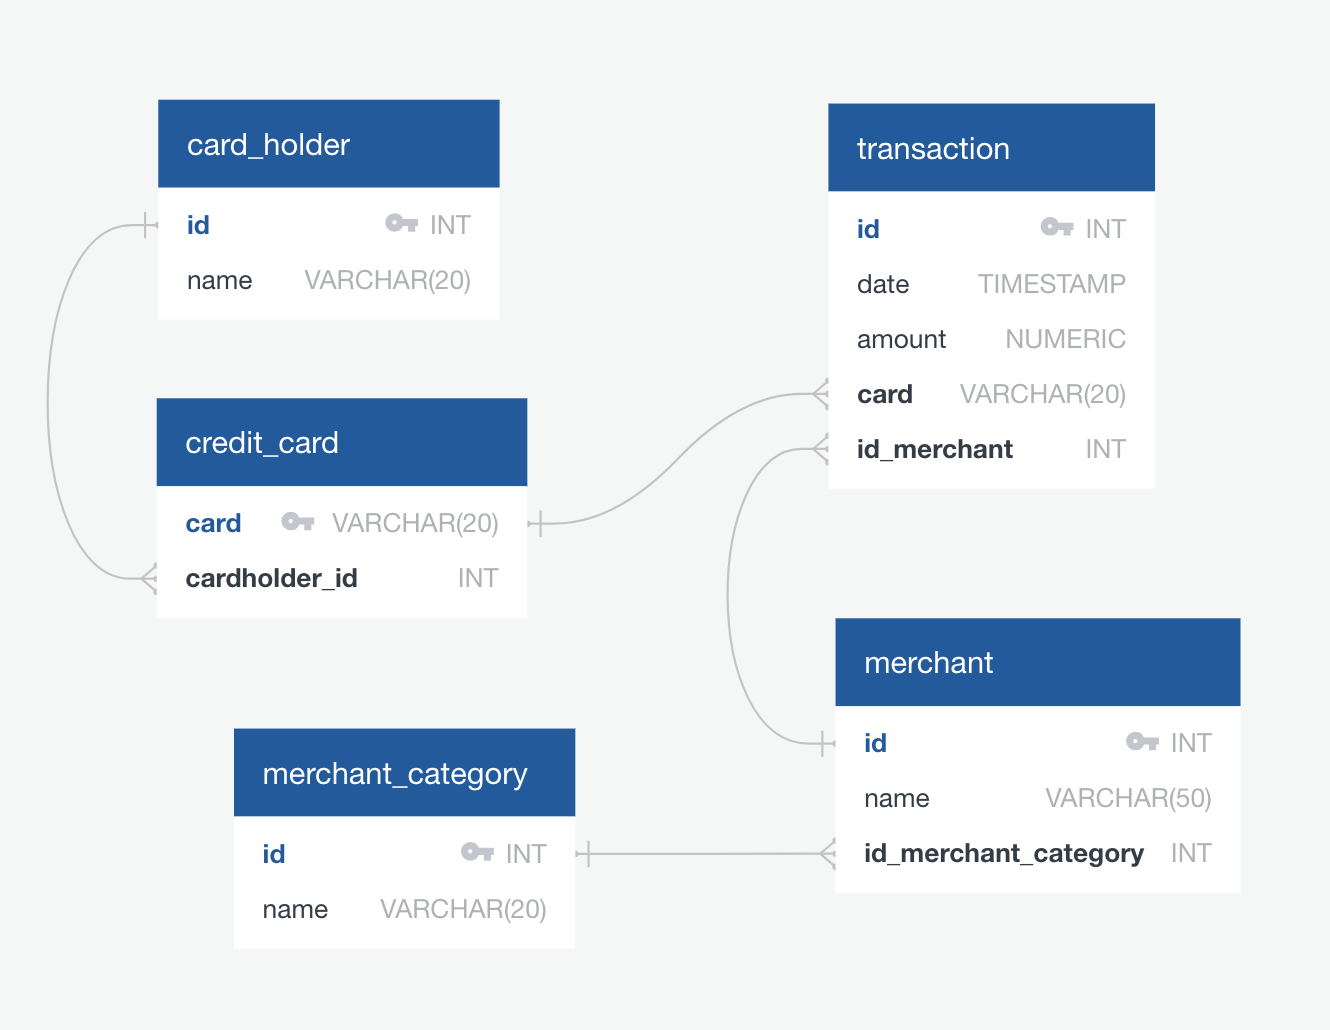 card_holder
id INT
name VARCHAR(20)
credit_card
card VARCHAR(20)
cardholder_id INT
merchant_category
id INT
name VARCHAR(20)
transaction
id INT
date TIMESTAMP
amount NUMERIC
card VARCHAR(20)
id_merchant INT
merchant
id INT
name VARCHAR(50)
id_merchant_category INT